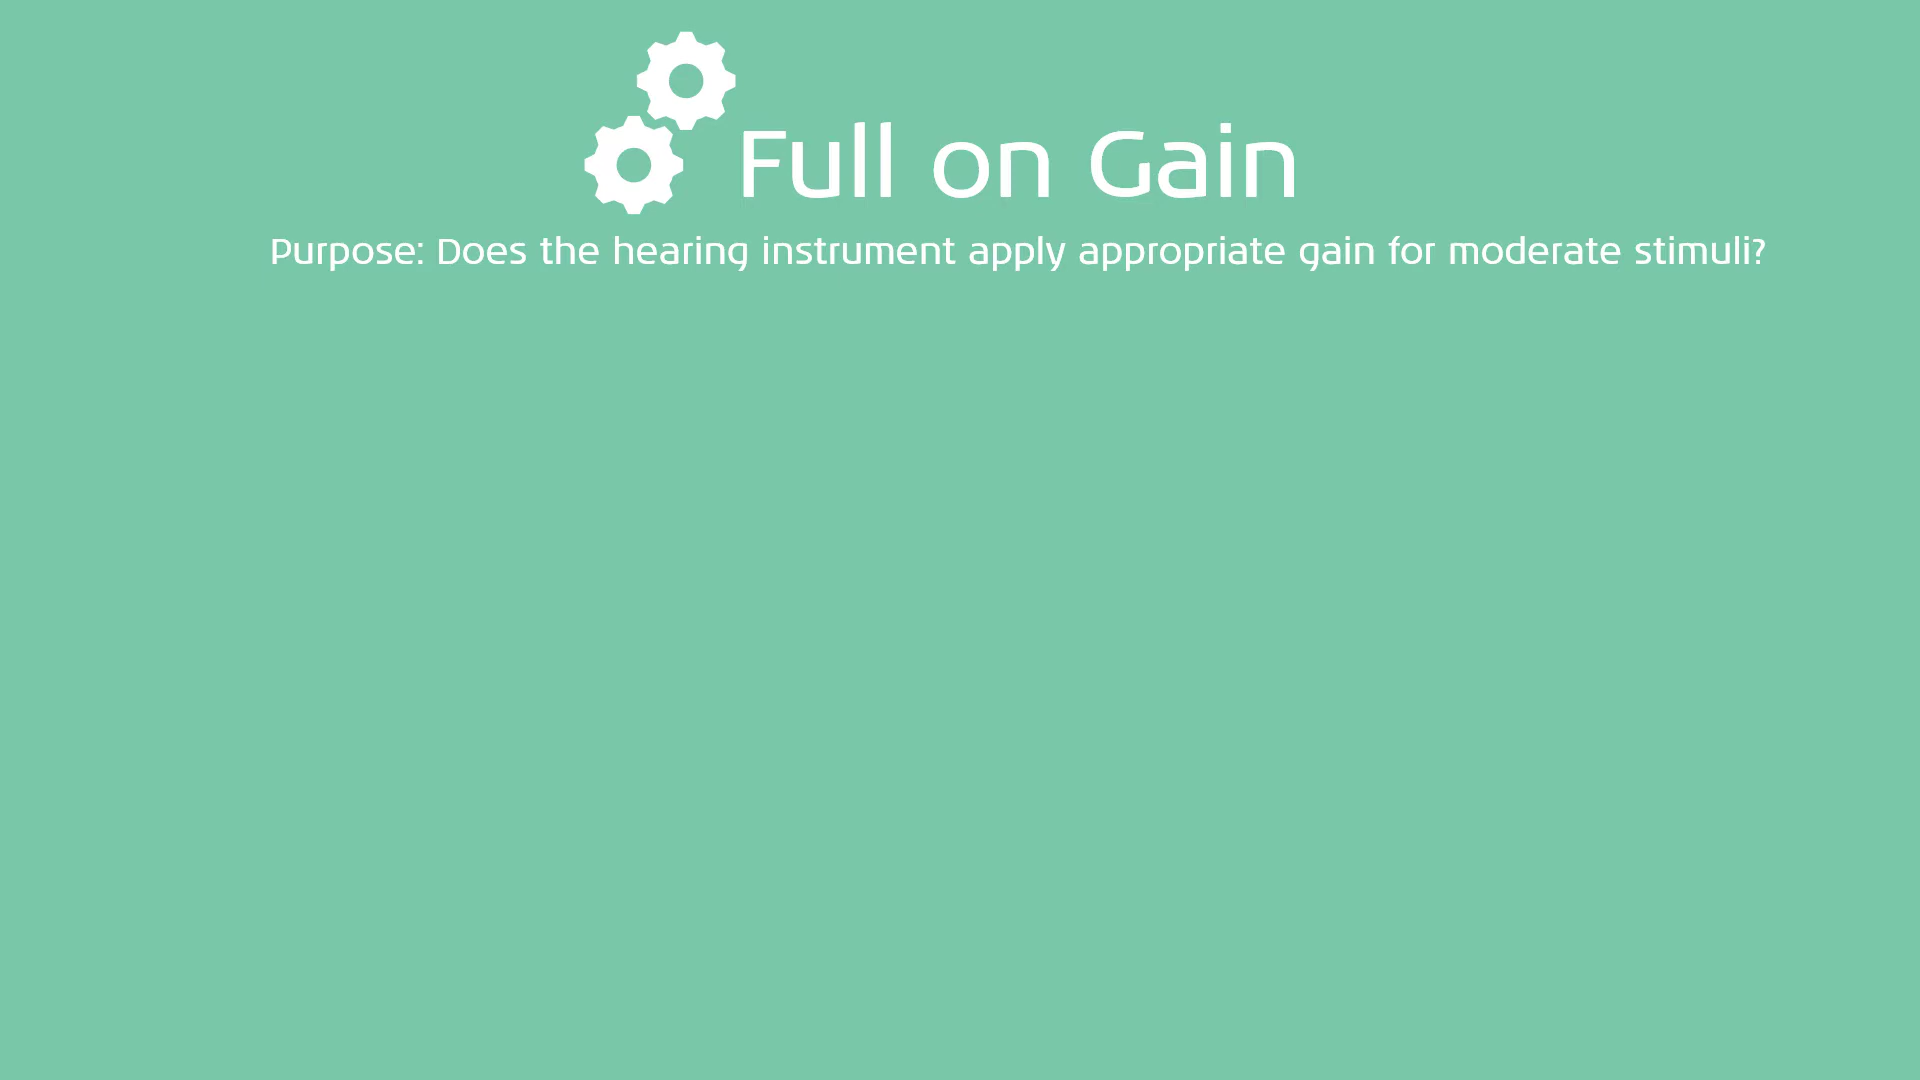 Full on Gain
Purpose: Does the hearing instrument apply appropriate gain for moderate stimuli?